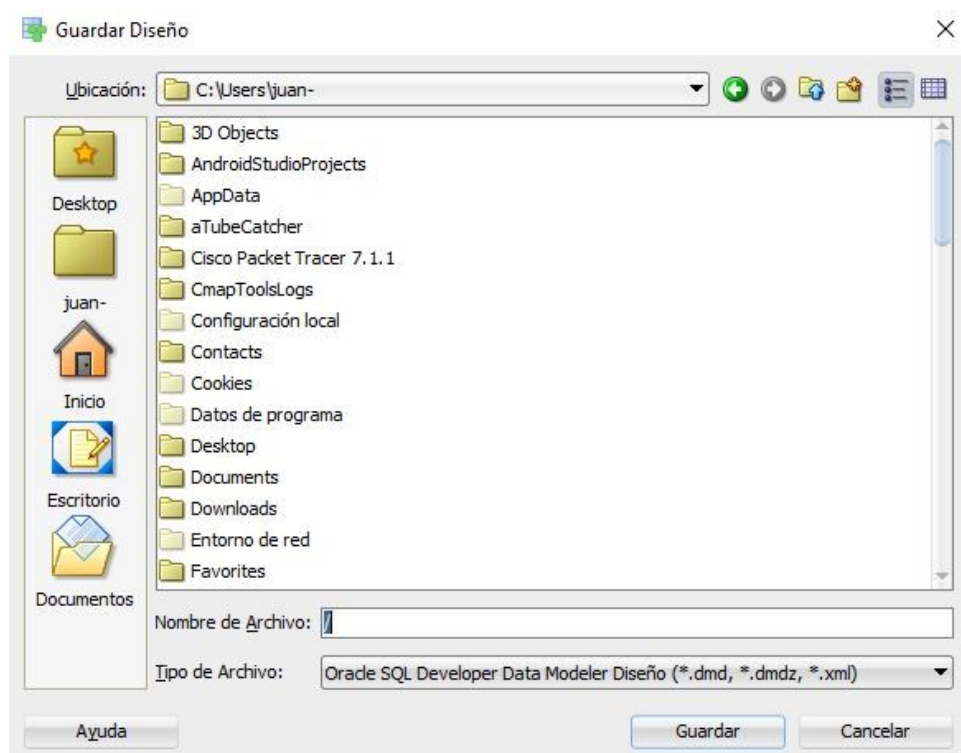 Guardar Diseño
Ubicación: C:\Users\juan-
Desktop
juan-
Inicio
Escritorio
Documentos
3D Objects
AndroidStudioProjects
AppData
aTubeCatcher
Cisco Packet Tracer 7.1.1
CmapToolsLogs
Configuración local
Contacts
Cookies
Datos de programa
Desktop
Documents
Downloads
Entorno de red
Favorites
Nombre de Archivo: /
Tipo de Archivo: Oracle SQL Developer Data Modeler Diseño (*.dmd, *.dmdz, *.xml)
Ayuda Guardar Cancelar